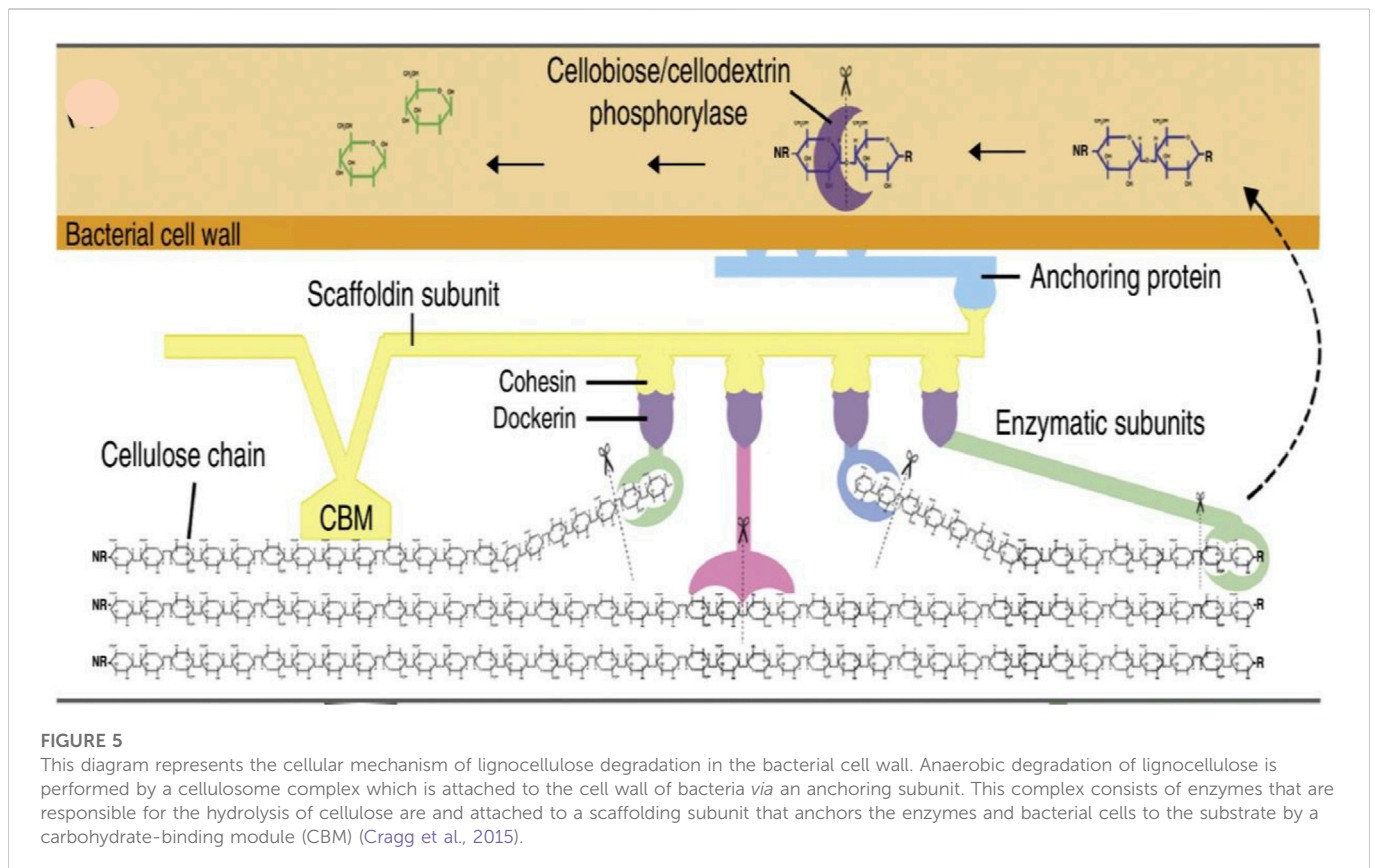 Cellobiose/cellodextrin
phosphorylase
NR
R
NR
R
Bacterial cell wall
Anchoring protein
Scaffoldin subunit
Cohesin
Dockerin
Enzymatic subunits
Cellulose chain
CBM
NR
R
NR
R
NR
R
FIGURE 5
This diagram represents the cellular mechanism of lignocellulose degradation in the bacterial cell wall. Anaerobic degradation of lignocellulose is
performed by a cellulosome complex which is attached to the cell wall of bacteria via an anchoring subunit. This complex consists of enzymes that are
responsible for the hydrolysis of cellulose are and attached to a scaffolding subunit that anchors the enzymes and bacterial cells to the substrate by a
carbohydrate-binding module (CBM) (Cragg et al., 2015).